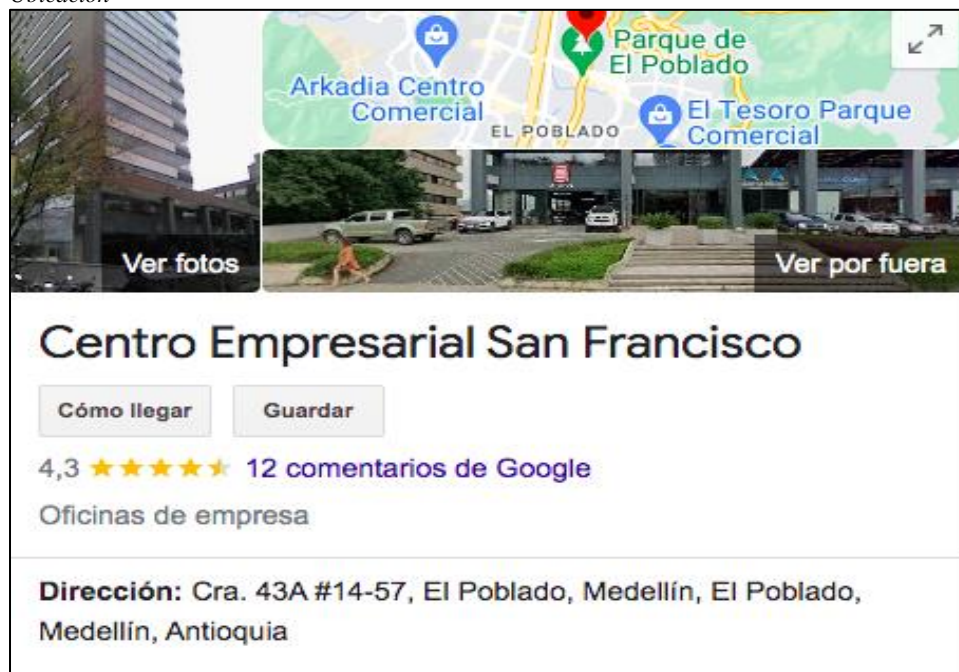 Ubicación
Arkadia Centro
Comercial
Parque de
El Poblado
EL POBLADO
El Tesoro Parque
Comercial
Ver fotos
Ver por fuera
Centro Empresarial San Francisco
Cómo llegar
Guardar
4,3
12 comentarios de Google
Oficinas de empresa
Dirección: Cra. 43A #14-57, El Poblado, Medellín, El Poblado,
Medellín, Antioquia